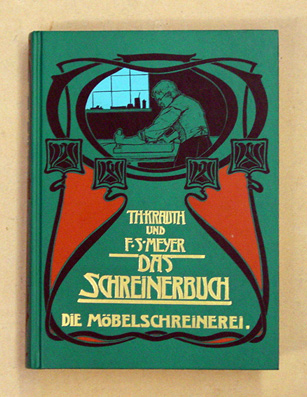 TH·KRAUTH
UND
F·S·MEYER
DAS
SCHREINERBUCH
DIE MÖBELSCHREINEREI.